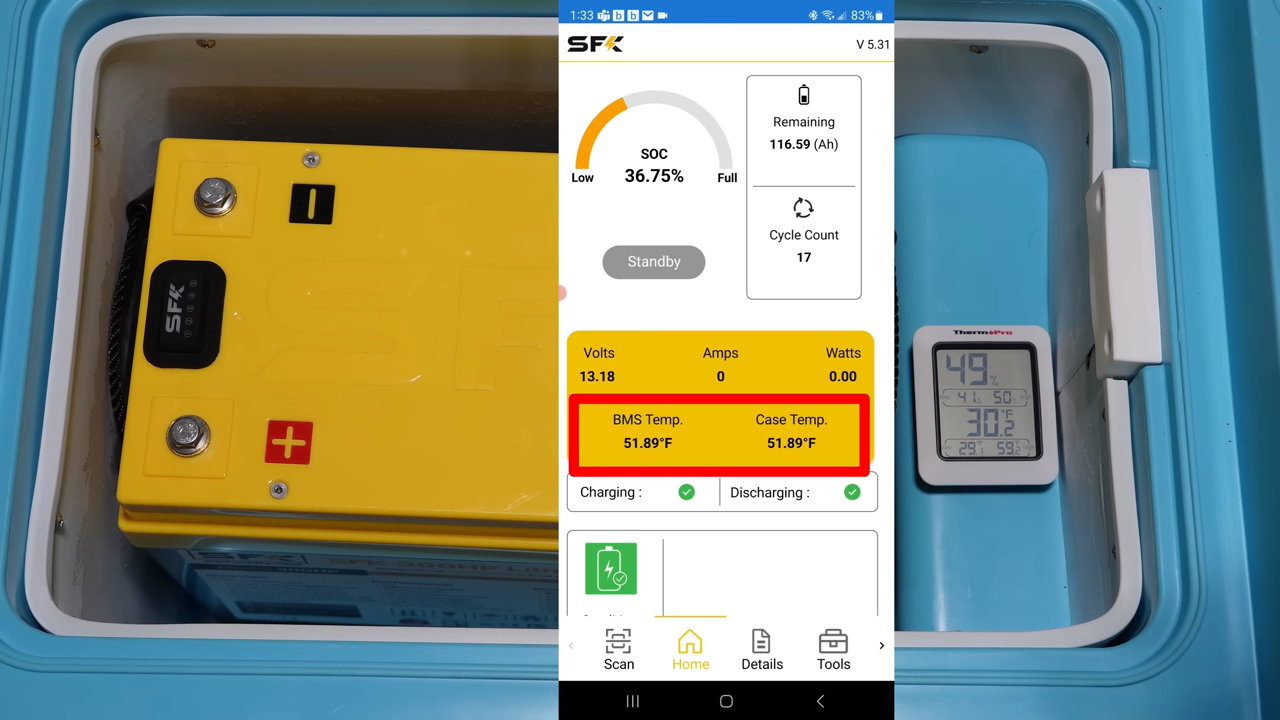 1:33
83%
SFK
V 5.31
SOC
36.75%
Low
Full
Remaining
116.59 (Ah)
Cycle Count
17
Standby
Volts
Amps
Watts
13.18
0
0.00
BMS Temp.
Case Temp.
51.89°F
51.89°F
Charging :
Discharging :
Scan
Home
Details
Tools
SFK
SFK
ThermoPro
49%
41% 50%
30.2°F
29.1 59.2